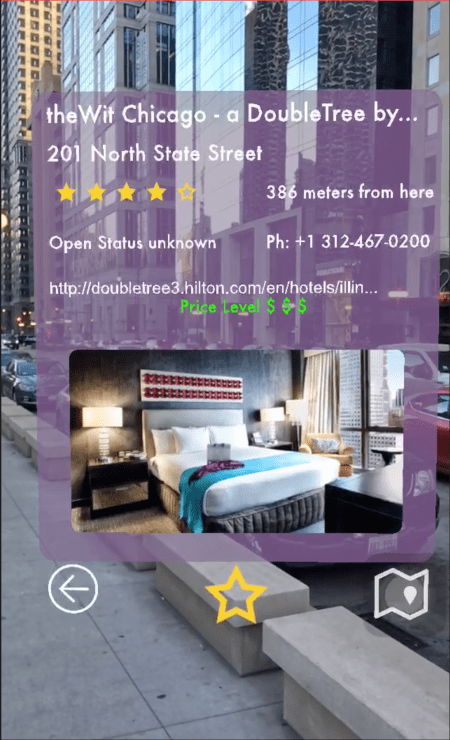 theWit Chicago - a DoubleTree by...
201 North State Street
386 meters from here
Open Status unknown
Ph: +1 312-467-0200
http://doubletree3.hilton.com/en/hotels/illin...
Price Level $ $ $